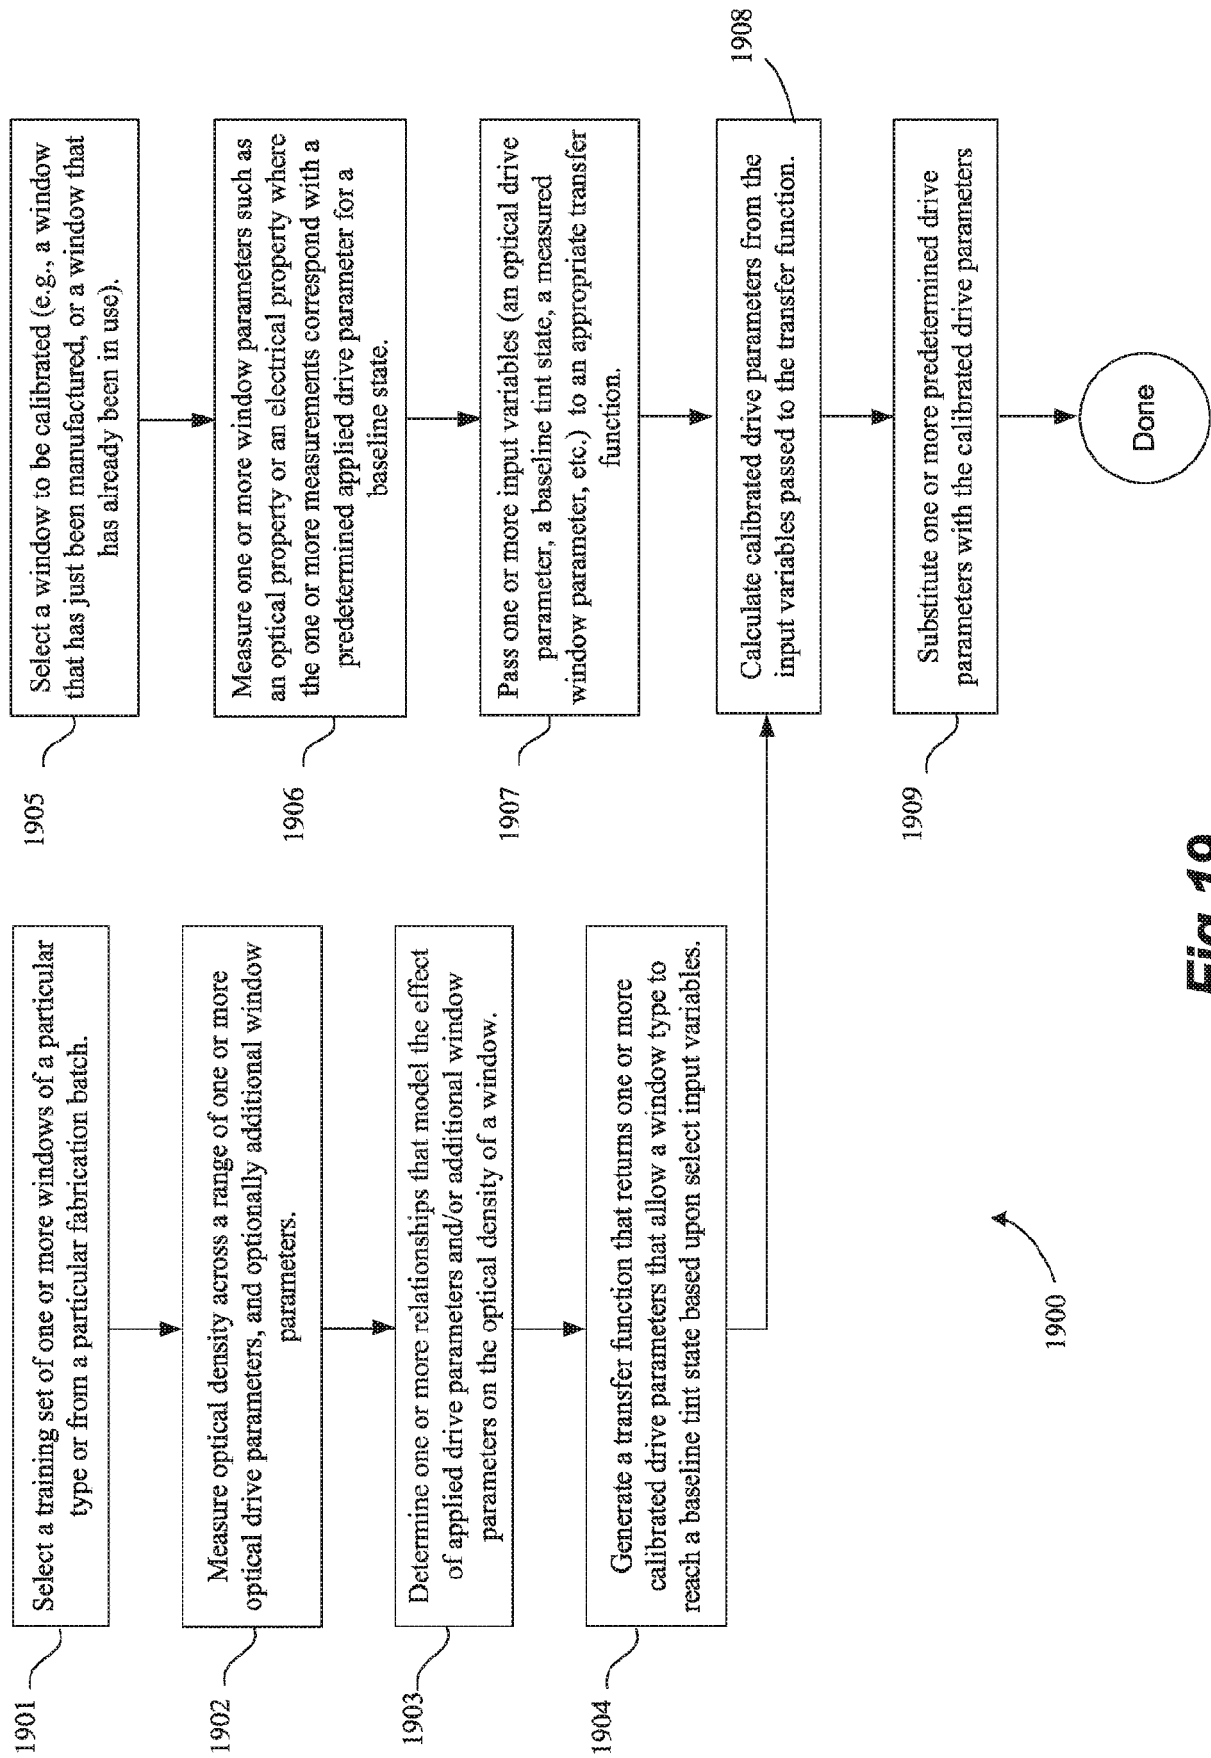 1901
Select a training set of one or more windows of a particular
type or from a particular fabrication batch.
1902
Measure optical density across a range of one or more
optical drive parameters, and optionally additional window
parameters.
1903
Determine one or more relationships that model the effect
of applied drive parameters and/or additional window
parameters on the optical density of a window.
1904
Generate a transfer function that returns one or more
calibrated drive parameters that allow a window type to
reach a baseline tint state based upon select input variables.
1900
1905
Select a window to be calibrated (e.g., a window
that has just been manufactured, or a window that
has already been in use).
1906
Measure one or more window parameters such as
an optical property or an electrical property where
the one or more measurements correspond with a
predetermined applied drive parameter for a
baseline state.
1907
Pass one or more input variables (an optical drive
parameter, a baseline tint state, a measured
window parameter, etc.) to an appropriate transfer
function.
1908
Calculate calibrated drive parameters from the
input variables passed to the transfer function.
1909
Substitute one or more predetermined drive
parameters with the calibrated drive parameters
Done
Fig 19